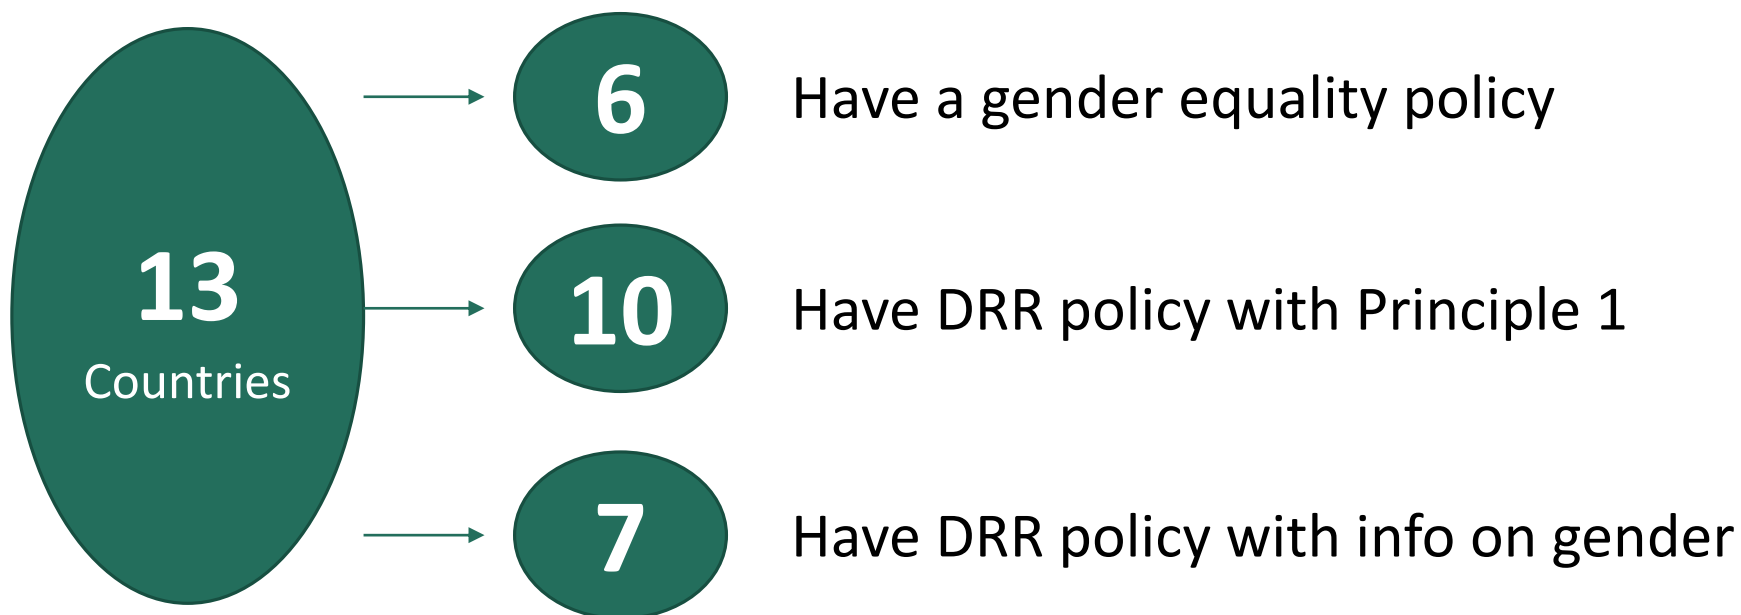 13
Countries
6
Have a gender equality policy
10
Have DRR policy with Principle 1
7
Have DRR policy with info on gender